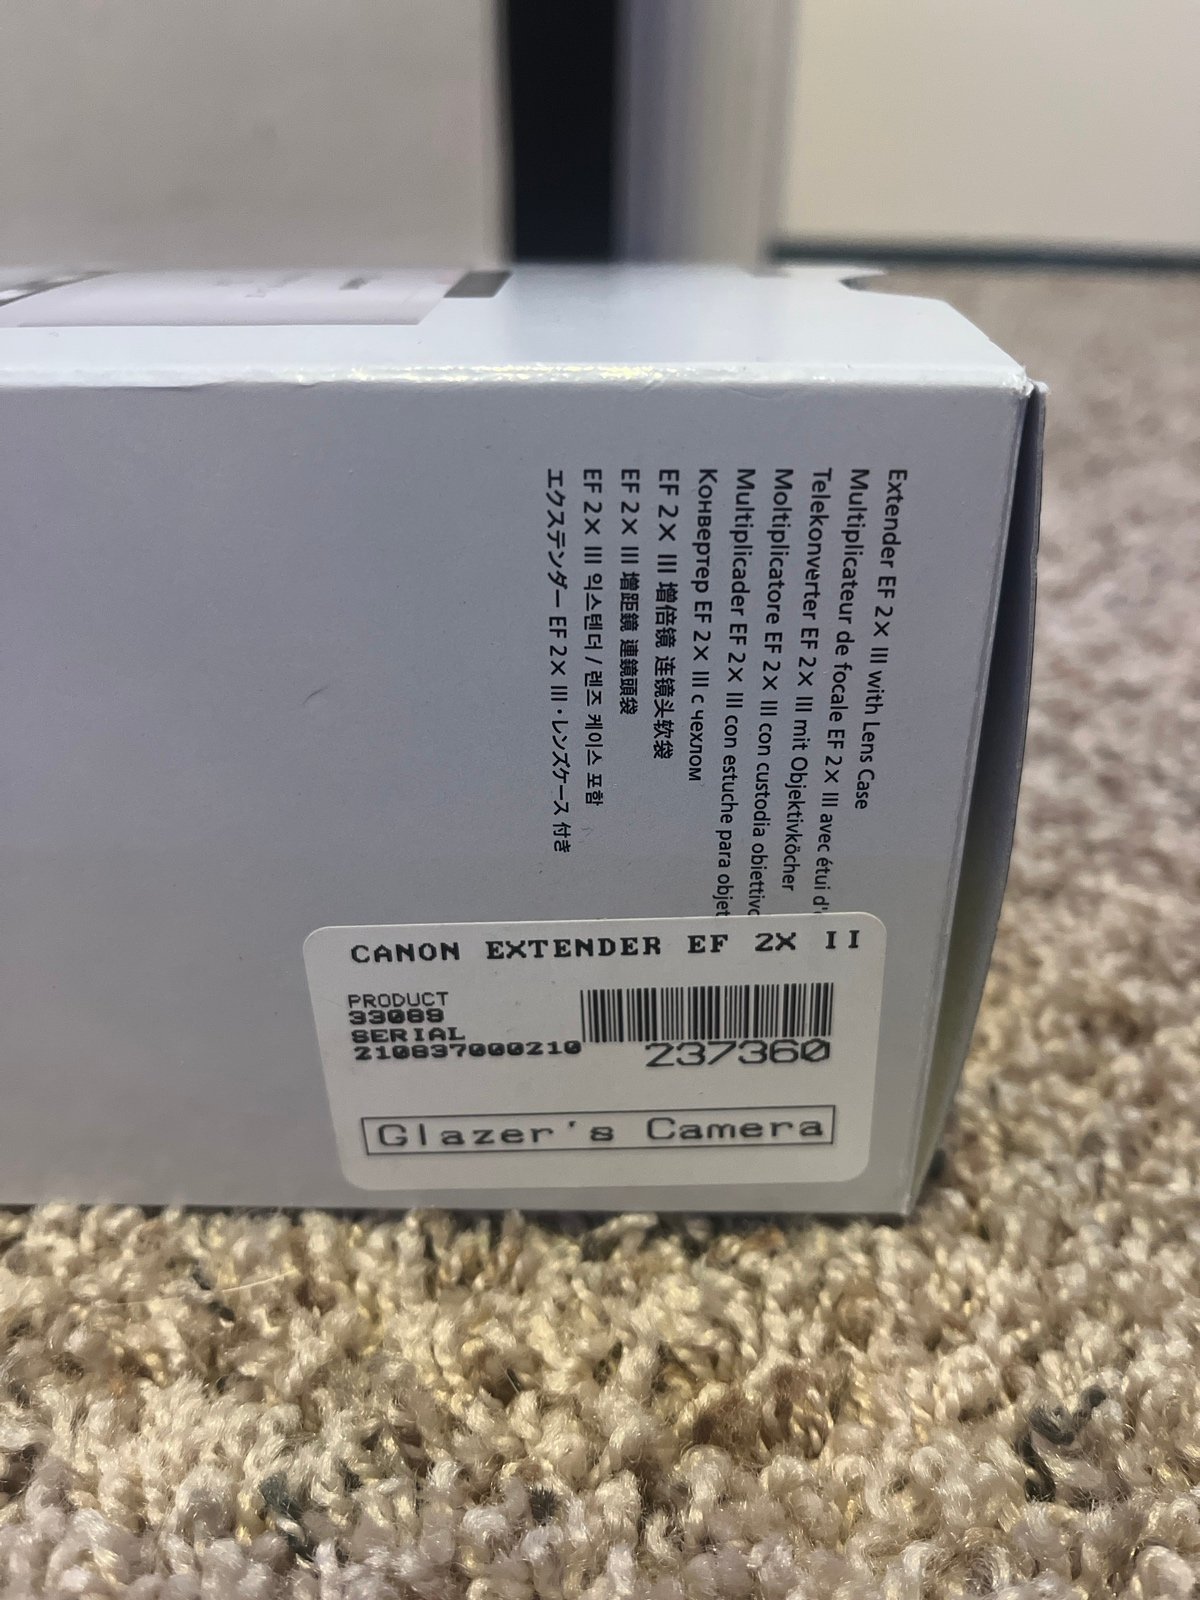 Extender EF 2× III with Lens Case
Multiplicateur de focale EF 2× III avec étui
Telekonverter EF 2× III mit Objektivköcher
Moltiplicatore EF 2× III con custodia obiettivo
Multiplicador EF 2× III con estuche para
Конвертер EF 2× III с чехлом
EF 2× III 增倍镜 连镜头软袋
EF 2× III 增距鏡 連鏡頭袋
EF 2× III 익스텐더 / 렌즈 케이스 포함
エクステンダー EF 2× III・レンズケース 付き
CANON EXTENDER EF 2X II
PRODUCT
33089
SERIAL
210837000210
237360
Glazer's Camera